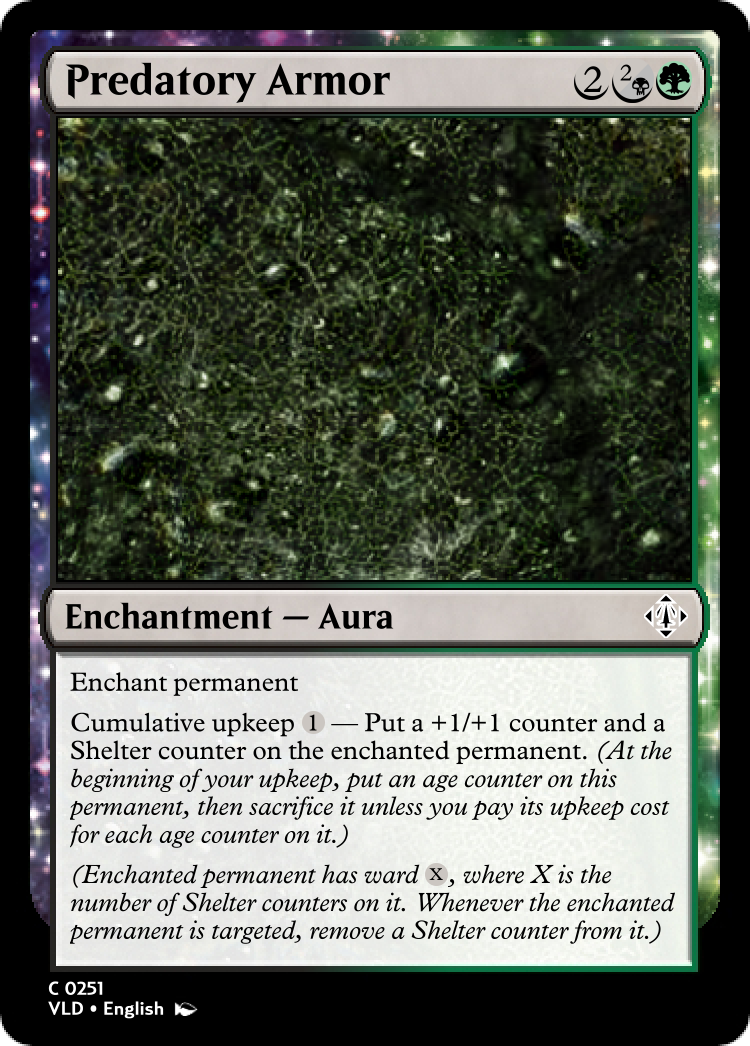 Predatory Armor 2 2 
Enchantment — Aura
Enchant permanent
Cumulative upkeep 1 — Put a +1/+1 counter and a
Shelter counter on the enchanted permanent. (At the
beginning of your upkeep, put an age counter on this
permanent, then sacrifice it unless you pay its upkeep cost
for each age counter on it.)
(Enchanted permanent has ward X, where X is the
number of Shelter counters on it. Whenever the enchanted
permanent is targeted, remove a Shelter counter from it.)
C 0251
VLD • English